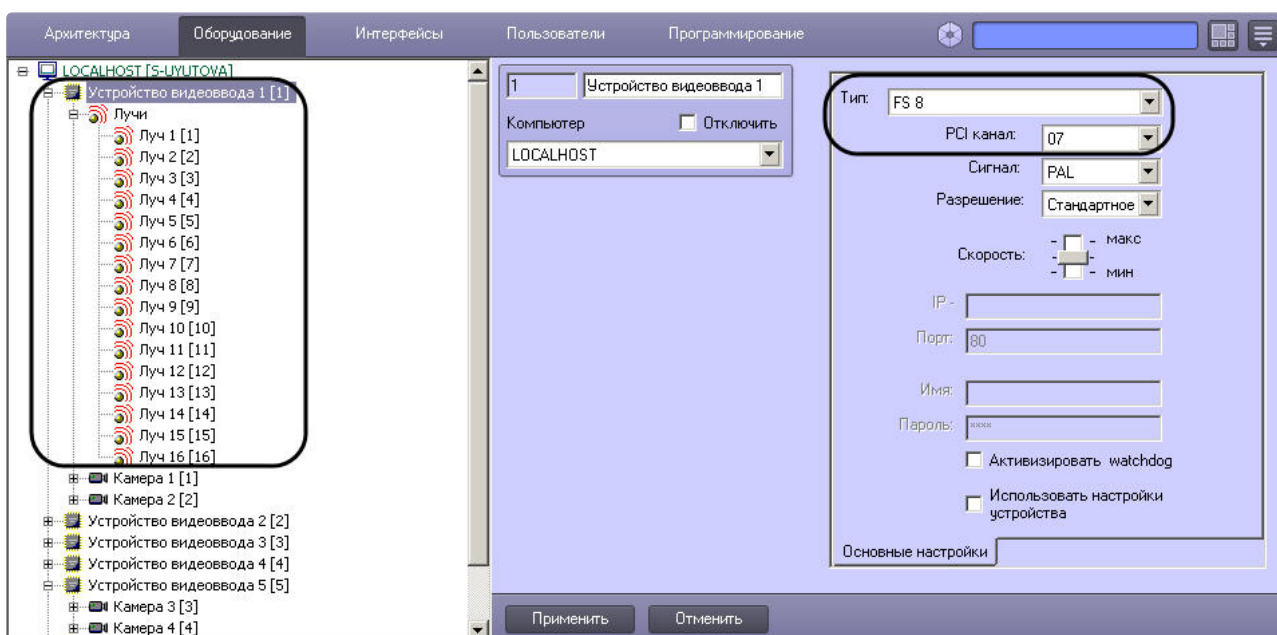 Архитектура Оборудование Интерфейсы Пользователи Программирование
LOCALHOST [S-UYUTOVA]
Устройство видеоввода 1 [1]
Лучи
Луч 1 [1]
Луч 2 [2]
Луч 3 [3]
Луч 4 [4]
Луч 5 [5]
Луч 6 [6]
Луч 7 [7]
Луч 8 [8]
Луч 9 [9]
Луч 10 [10]
Луч 11 [11]
Луч 12 [12]
Луч 13 [13]
Луч 14 [14]
Луч 15 [15]
Луч 16 [16]
Камера 1 [1]
Камера 2 [2]
Устройство видеоввода 2 [2]
Устройство видеоввода 3 [3]
Устройство видеоввода 4 [4]
Устройство видеоввода 5 [5]
Камера 3 [3]
Камера 4 [4]
1 Устройство видеоввода 1
Компьютер Отключить
LOCALHOST
Тип: FS 8
PCI канал: 07
Сигнал: PAL
Разрешение: Стандартное
Скорость: - - макс
- -
- - мин
IP -
Порт: 80
Имя:
Пароль: ****
Активизировать watchdog
Использовать настройки
устройства
Основные настройки
Применить Отменить